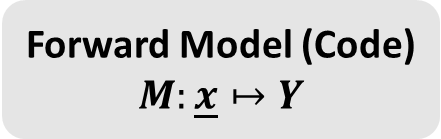 Forward Model (Code)
M: x ↦ Y